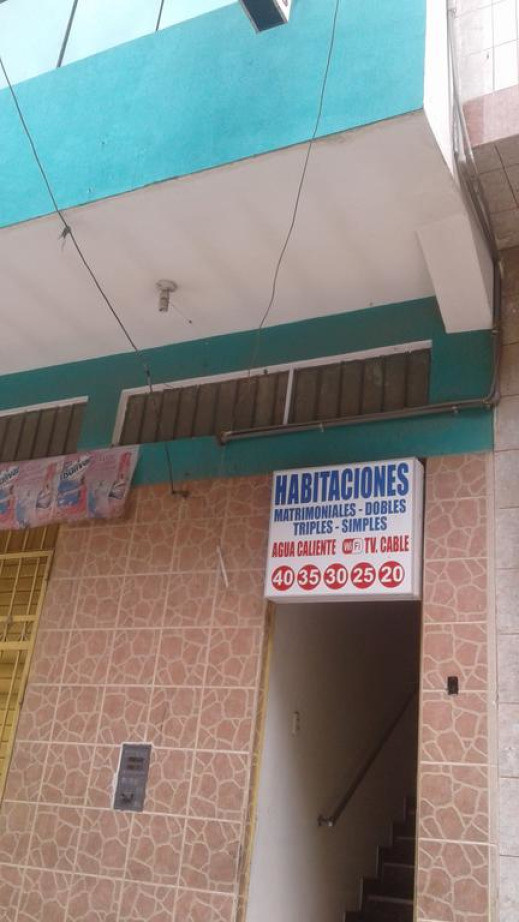 HABITACIONES
MATRIMONIALES - DOBLES
TRIPLES - SIMPLES
AGUA CALIENTE WiFi TV. CABLE
40 35 30 25 20